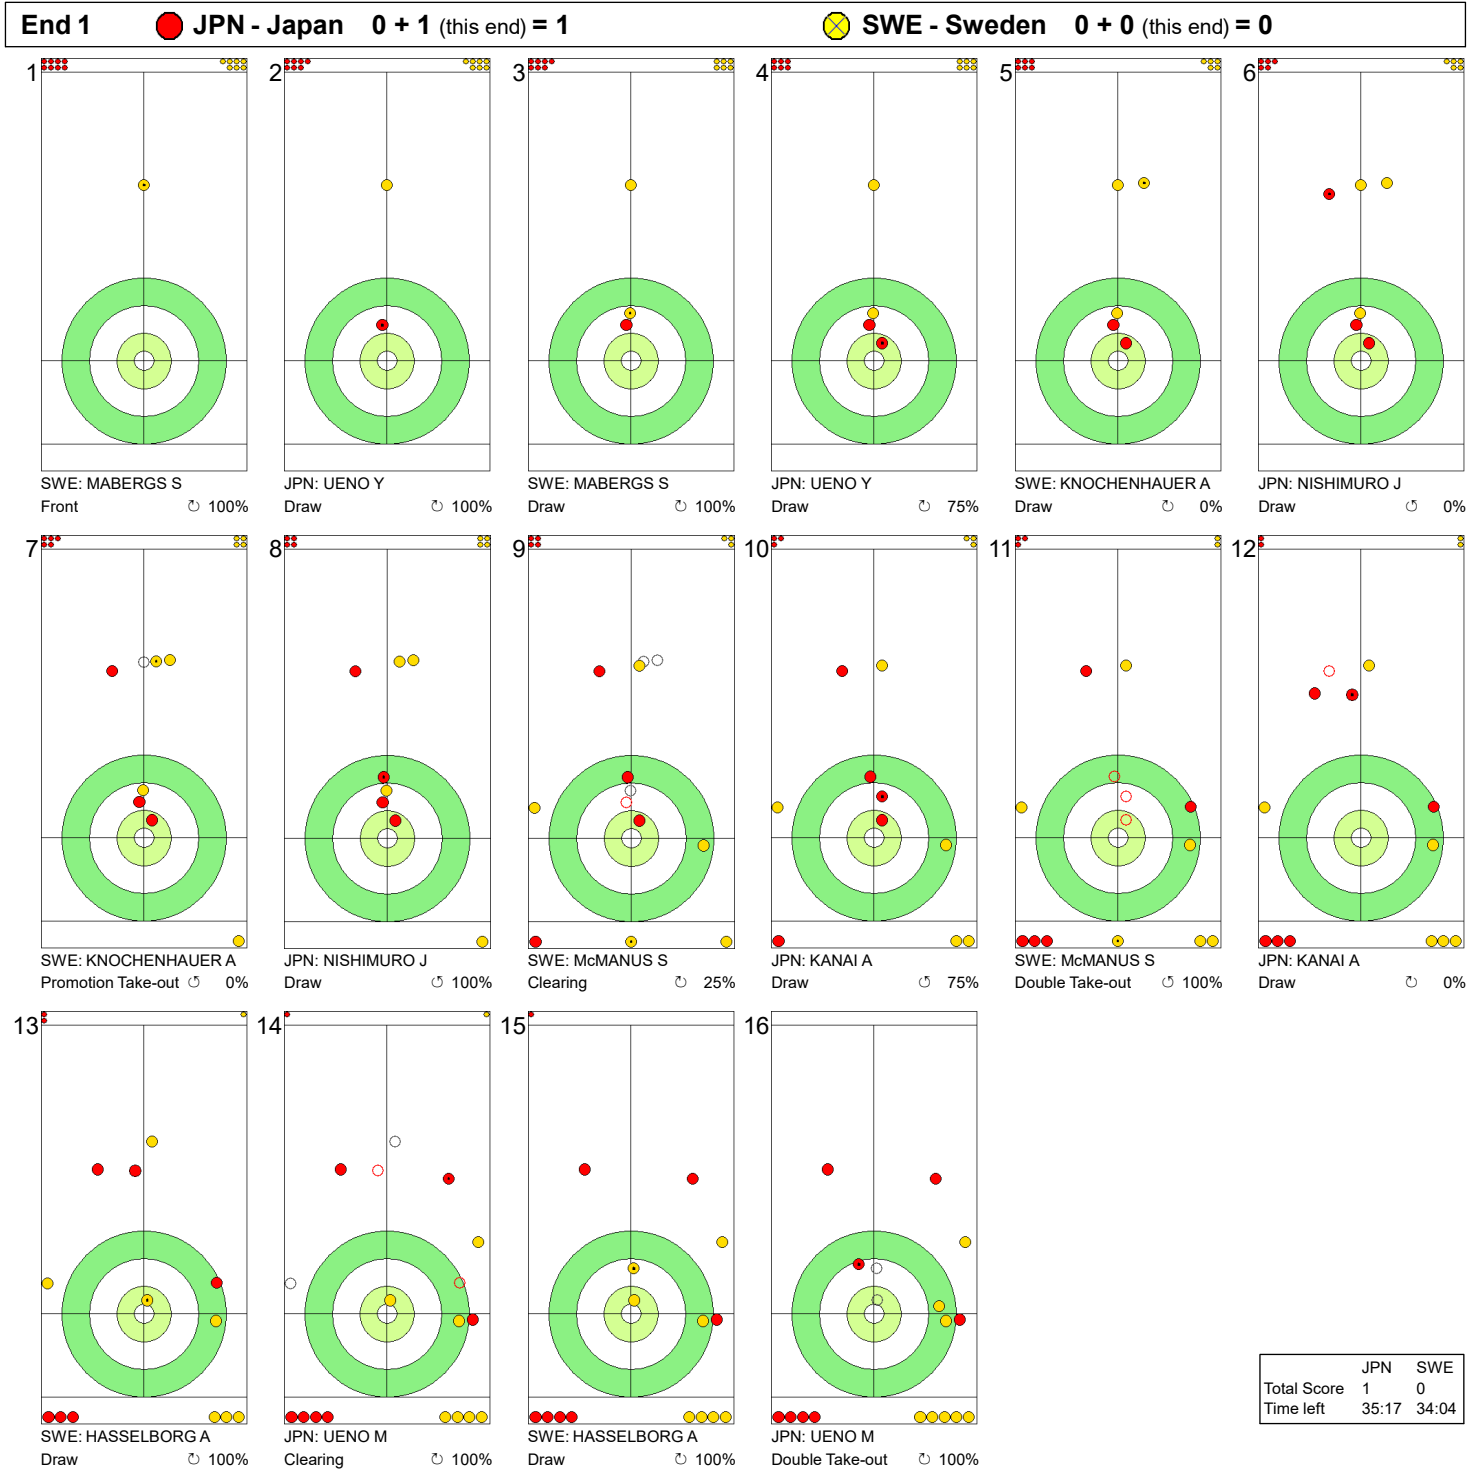 End 1 JPN - Japan 0 + 1 (this end) = 1 SWE - Sweden 0 + 0 (this end) = 0
1 2 3 4 5 6
SWE: MABERGS S JPN: UENO Y SWE: MABERGS S JPN: UENO Y SWE: KNOCHENHAUER A JPN: NISHIMURO J
Front ↻ 100% Draw ↻ 100% Draw ↻ 100% Draw ↺ 75% Draw ↻ 0% Draw ↺ 0%
7 8 9 10 11 12
SWE: KNOCHENHAUER A JPN: NISHIMURO J SWE: McMANUS S JPN: KANAI A SWE: McMANUS S JPN: KANAI A
Promotion Take-out ↺ 0% Draw ↺ 100% Clearing ↻ 25% Draw ↺ 75% Double Take-out ↺ 100% Draw ↻ 0%
13 14 15 16
SWE: HASSELBORG A JPN: UENO M SWE: HASSELBORG A JPN: UENO M
Draw ↻ 100% Clearing ↻ 100% Draw ↻ 100% Double Take-out ↻ 100%
JPN SWE
Total Score 1 0
Time left 35:17 34:04